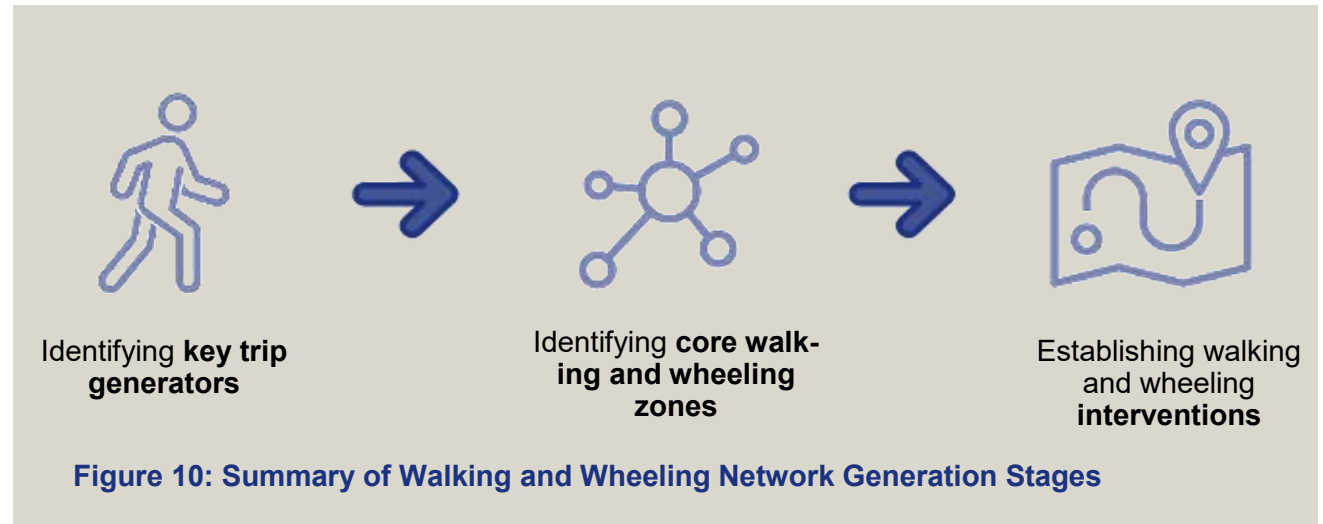 Identifying key trip
generators
Identifying core walk-
ing and wheeling
zones
Establishing walking
and wheeling
interventions
Figure 10: Summary of Walking and Wheeling Network Generation Stages